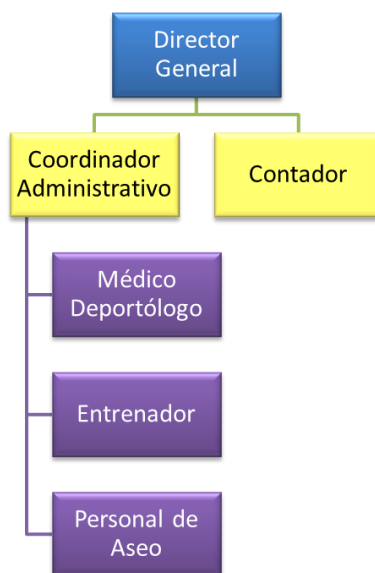 Director
General
Coordinador
Administrativo
Contador
Médico
Deportólogo
Entrenador
Personal de
Aseo